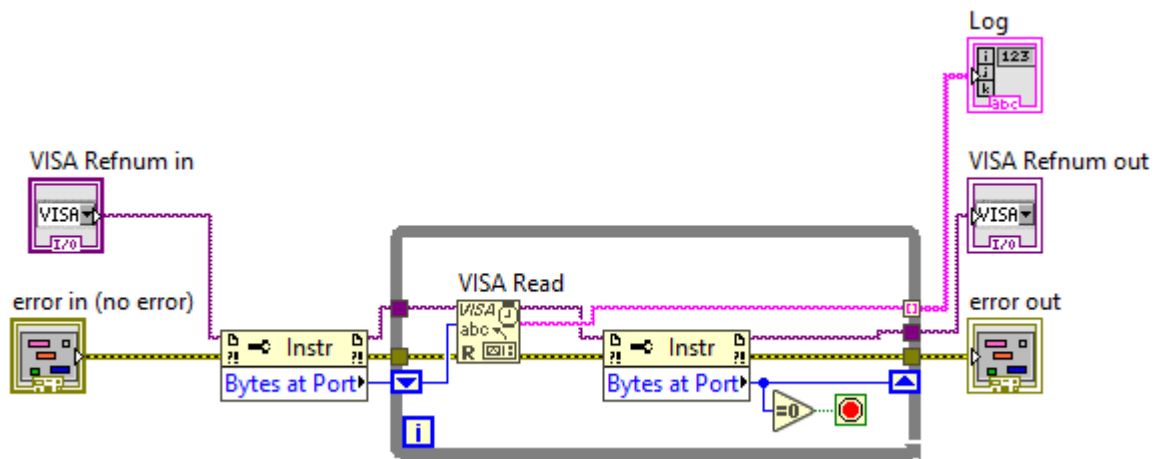 Log
i 123
j
k
abc
VISA Refnum in
VISA Refnum out
VISA
I/O
VISA
I/O
VISA Read
error in (no error)
VISA
abc
R
error out
?! Instr ?!
Bytes at Port
?! Instr ?!
Bytes at Port
=0
i